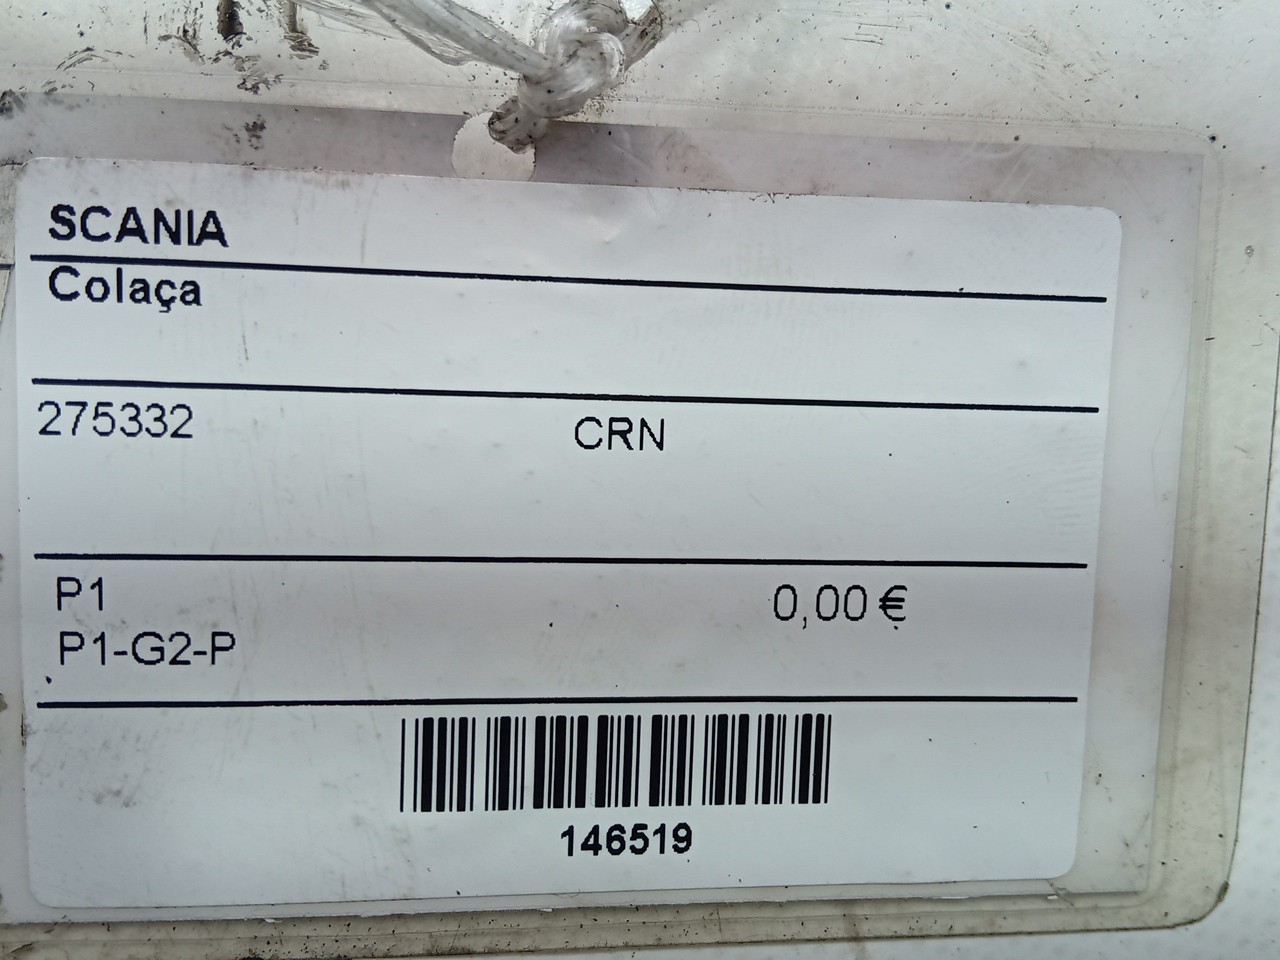 SCANIA
Colaça
275332 CRN
P1 0,00 €
P1-G2-P
146519